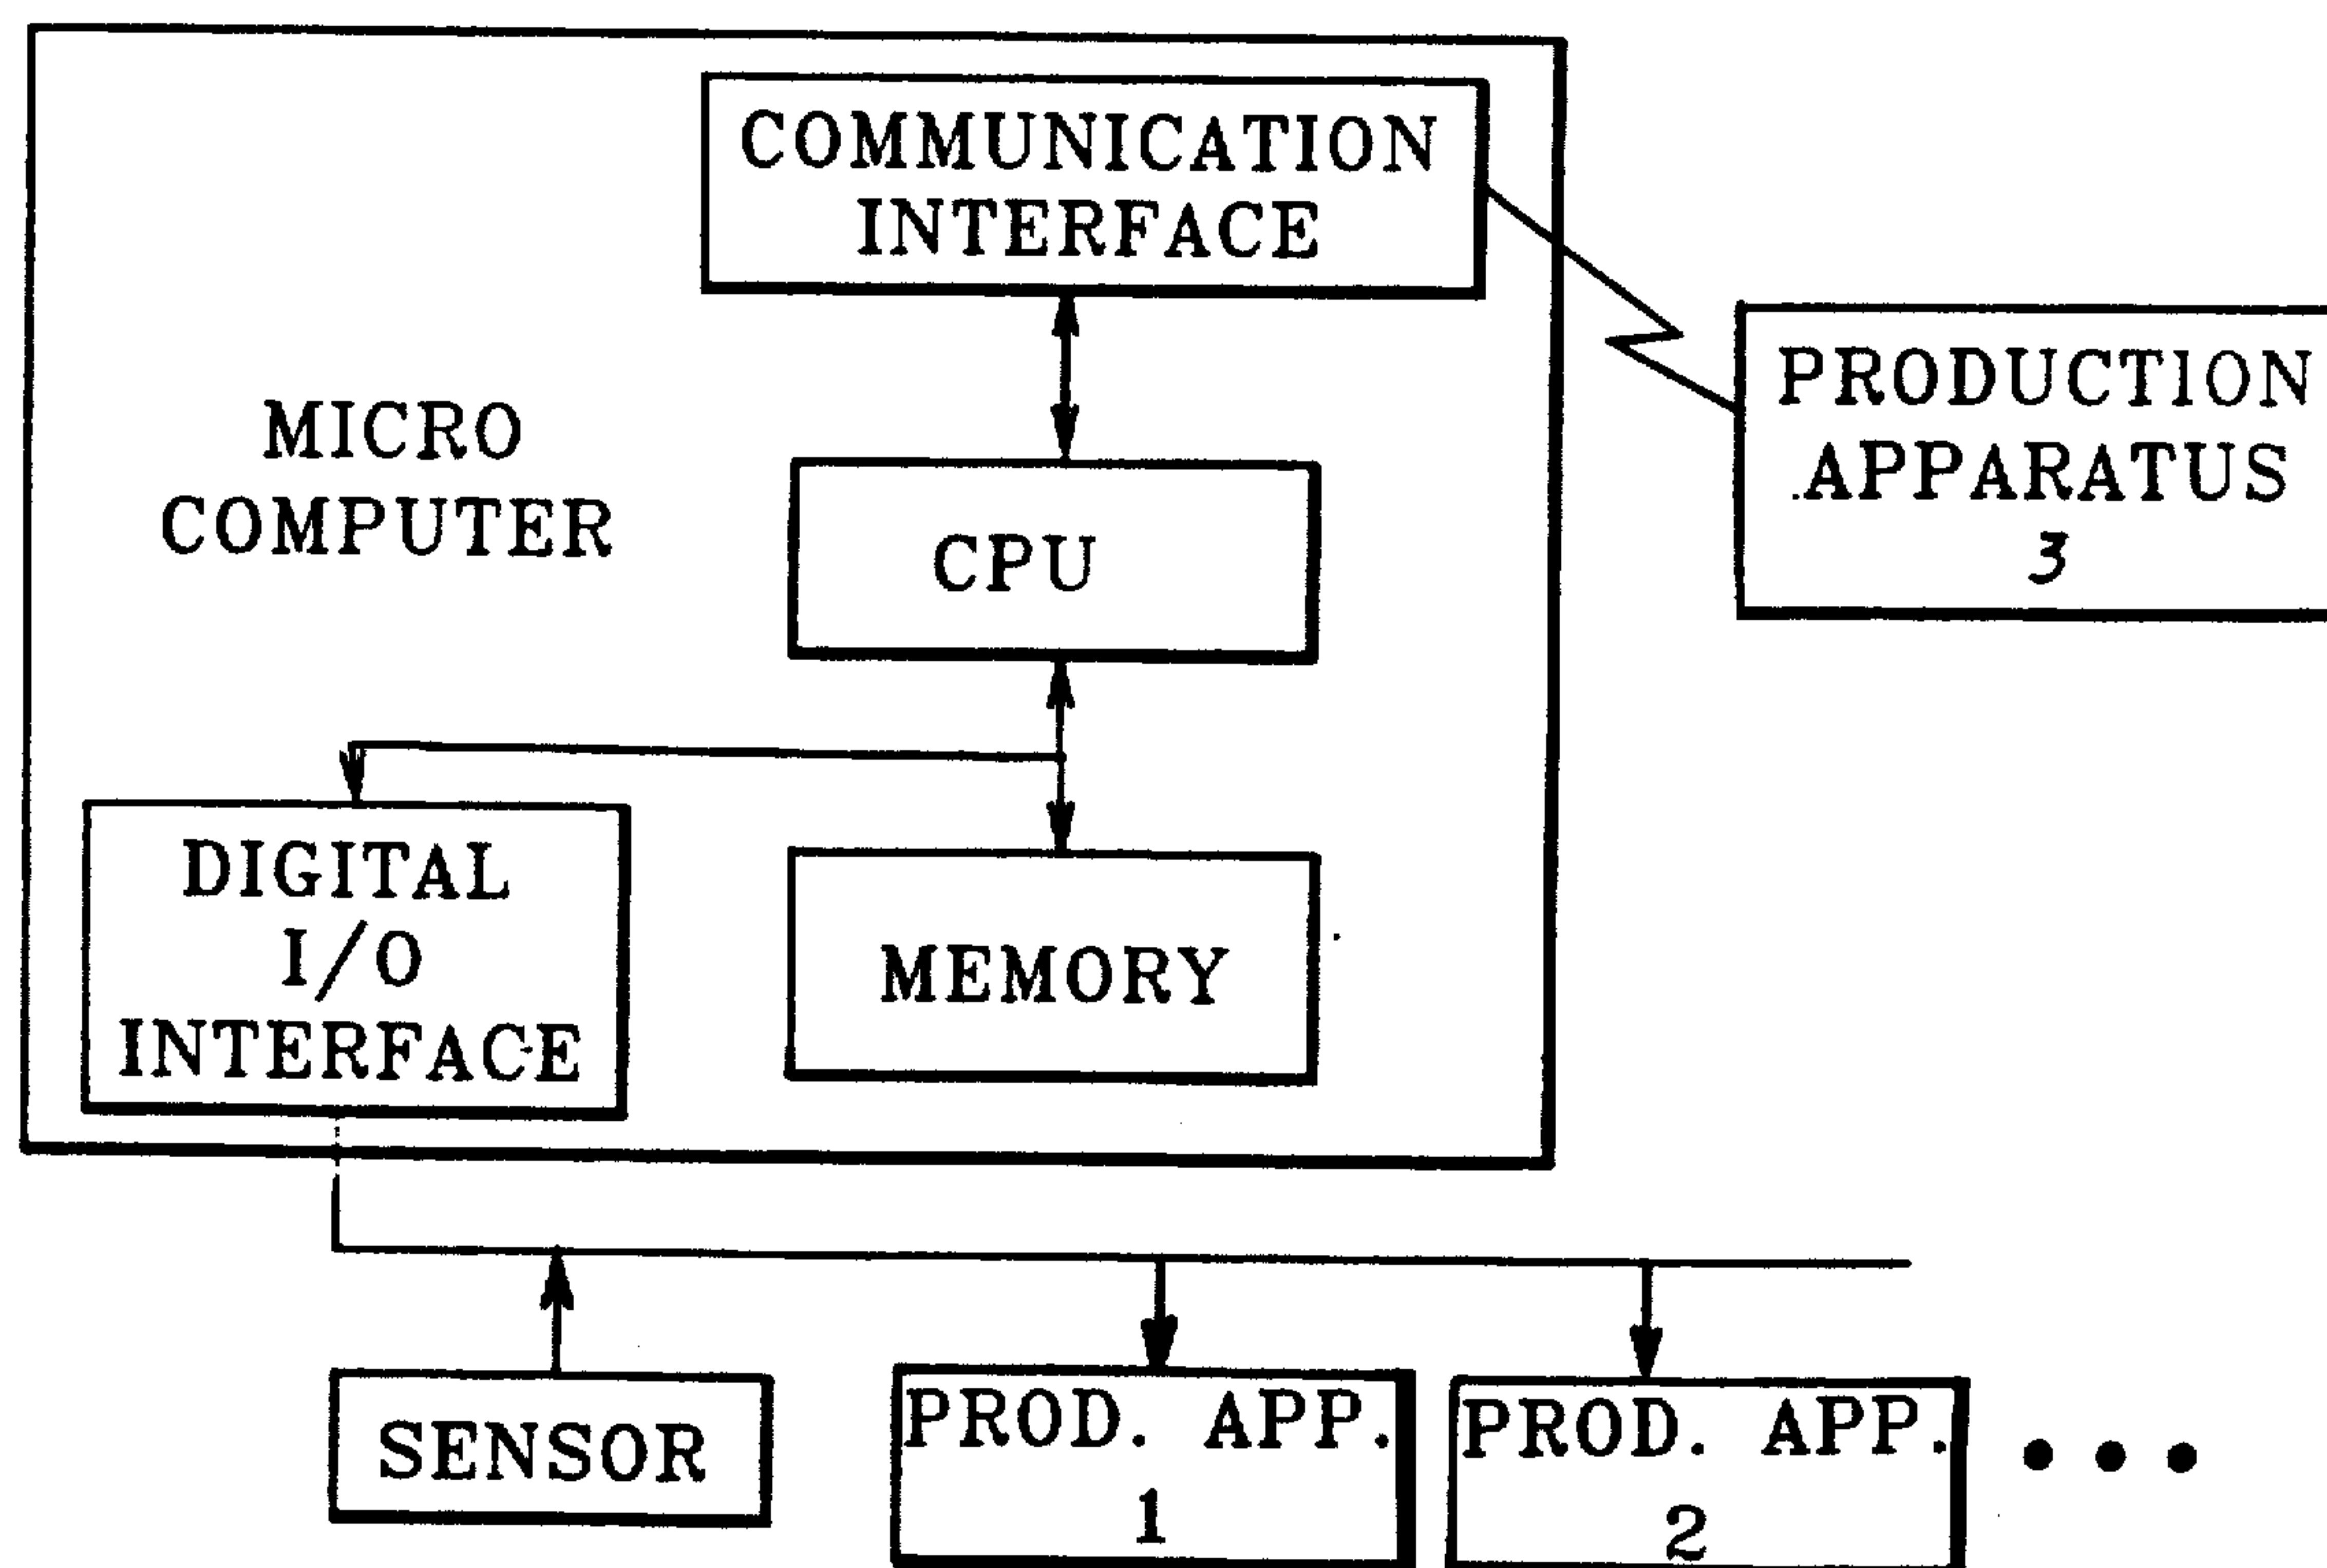 COMMUNICATION
INTERFACE
PRODUCTION
APPARATUS
3
MICRO
COMPUTER
CPU
DIGITAL
I/O
INTERFACE
MEMORY
SENSOR
PROD. APP.
1
PROD. APP.
2